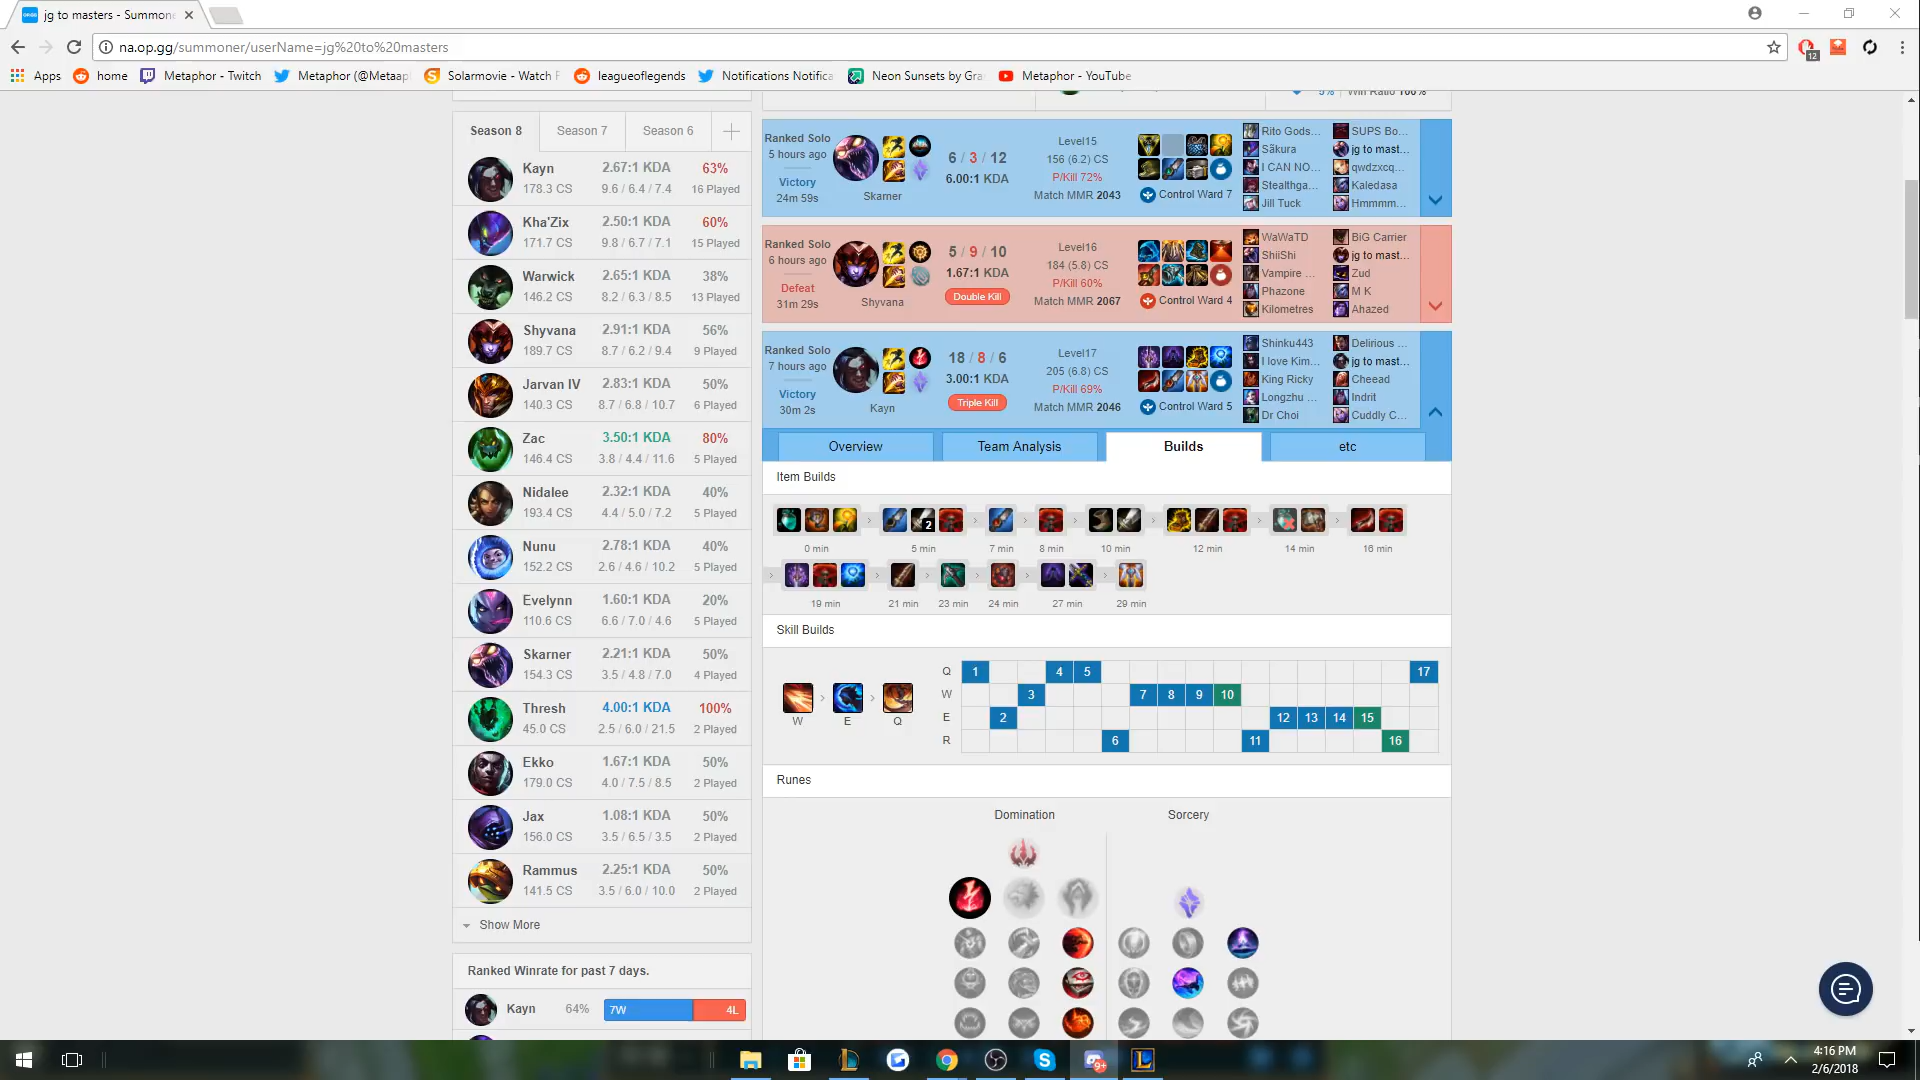 jg to masters - Summone
na.op.gg/summoner/userName=jg%20to%20masters
12
Apps home Metaphor - Twitch Metaphor (@Metaap Solarmovie - Watch F leagueoflegends Notifications Notifica Neon Sunsets by Gra Metaphor - YouTube
5% Win Ratio 100%
Season 8 Season 7 Season 6
Kayn 2.67:1 KDA 63%
178.3 CS 9.6 / 6.4 / 7.4 16 Played
Kha'Zix 2.50:1 KDA 60%
171.7 CS 9.8 / 6.7 / 7.1 15 Played
Warwick 2.65:1 KDA 38%
146.2 CS 8.2 / 6.3 / 8.5 13 Played
Shyvana 2.91:1 KDA 56%
189.7 CS 8.7 / 6.2 / 9.4 9 Played
Jarvan IV 2.83:1 KDA 50%
140.3 CS 8.7 / 6.8 / 10.7 6 Played
Zac 3.50:1 KDA 80%
146.4 CS 3.8 / 4.4 / 11.6 5 Played
Nidalee 2.32:1 KDA 40%
193.4 CS 4.4 / 5.0 / 7.2 5 Played
Nunu 2.78:1 KDA 40%
152.2 CS 2.6 / 4.6 / 10.2 5 Played
Evelynn 1.60:1 KDA 20%
110.6 CS 6.6 / 7.0 / 4.6 5 Played
Skarner 2.21:1 KDA 50%
154.3 CS 3.5 / 4.8 / 7.0 4 Played
Thresh 4.00:1 KDA 100%
45.0 CS 2.5 / 6.0 / 21.5 2 Played
Ekko 1.67:1 KDA 50%
179.0 CS 4.0 / 7.5 / 8.5 2 Played
Jax 1.08:1 KDA 50%
156.0 CS 3.5 / 6.5 / 3.5 2 Played
Rammus 2.25:1 KDA 50%
141.5 CS 3.5 / 6.0 / 10.0 2 Played
Show More
Ranked Winrate for past 7 days.
Kayn 64% 7W 4L
Ranked Solo
5 hours ago
Victory
24m 59s
Skarner
6 / 3 / 12
6.00:1 KDA
Level15
156 (6.2) CS
P/Kill 72%
Match MMR 2043
Control Ward 7
Rito Gods... SUPS Bo...
Sãkura jg to mast...
I CAN NO... qwdzxcq...
Stealthga... Kaledasa
Jill Tuck Hmmmm...
Ranked Solo
6 hours ago
Defeat
31m 29s
Shyvana
5 / 9 / 10
1.67:1 KDA
Double Kill
Level16
184 (5.8) CS
P/Kill 60%
Match MMR 2067
Control Ward 4
WaWaTD BiG Carrier
ShiiShi jg to mast...
Vampire ... Zud
Phazone M K
Kilometres Ahazed
Ranked Solo
7 hours ago
Victory
30m 2s
Kayn
18 / 8 / 6
3.00:1 KDA
Triple Kill
Level17
205 (6.8) CS
P/Kill 69%
Match MMR 2046
Control Ward 5
Shinku443 Delirious ...
I love Kim... jg to mast...
King Ricky Cheead
Longzhu ... Indrit
Dr Choi Cuddly C...
Overview Team Analysis Builds etc
Item Builds
2
0 min 5 min 7 min 8 min 10 min 12 min 14 min 16 min
19 min 21 min 23 min 24 min 27 min 29 min
Skill Builds
W E Q
Q 1 4 5 17
W 3 7 8 9 10
E 2 12 13 14 15
R 6 11 16
Runes
Domination Sorcery
9+
4:16 PM
2/6/2018